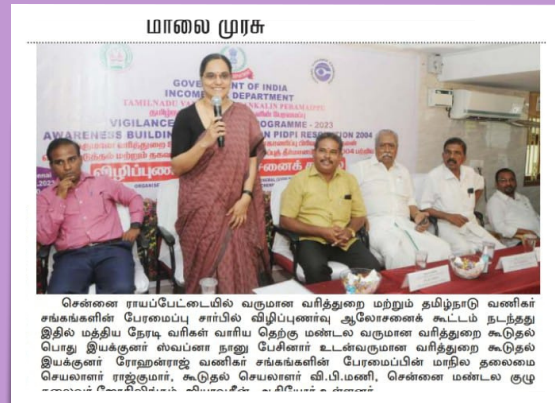 மாலை முரசு
GOVERNMENT OF INDIA
INCOME DEPARTMENT
TAMILNADU
VIGILANCE PROGRAMME - 2023
AWARENESS BUILDING PIDPI RESOLUTION 2004
சென்னை ராயப்பேட்டையில் வருமான வரித்துறை மற்றும் தமிழ்நாடு வணிகர்
சங்கங்களின் பேரமைப்பு சார்பில் விழிப்புணர்வு ஆலோசனைக் கூட்டம் நடந்தது
இதில் மத்திய நேரடி வரிகள் வாரிய தெற்கு மண்டல வருமான வரித்துறை கூடுதல்
பொது இயக்குனர் ஸ்வப்னா நானு பேசினார் உடன்வருமான வரித்துறை கூடுதல்
இயக்குனர் ரோஹன்ராஜ் வணிகர் சங்கங்களின் பேரமைப்பின் மாநில தலைமை
செயலாளர் ராஜ்குமார், கூடுதல் செயலாளர் வி.பி.மணி, சென்னை மண்டல குழு